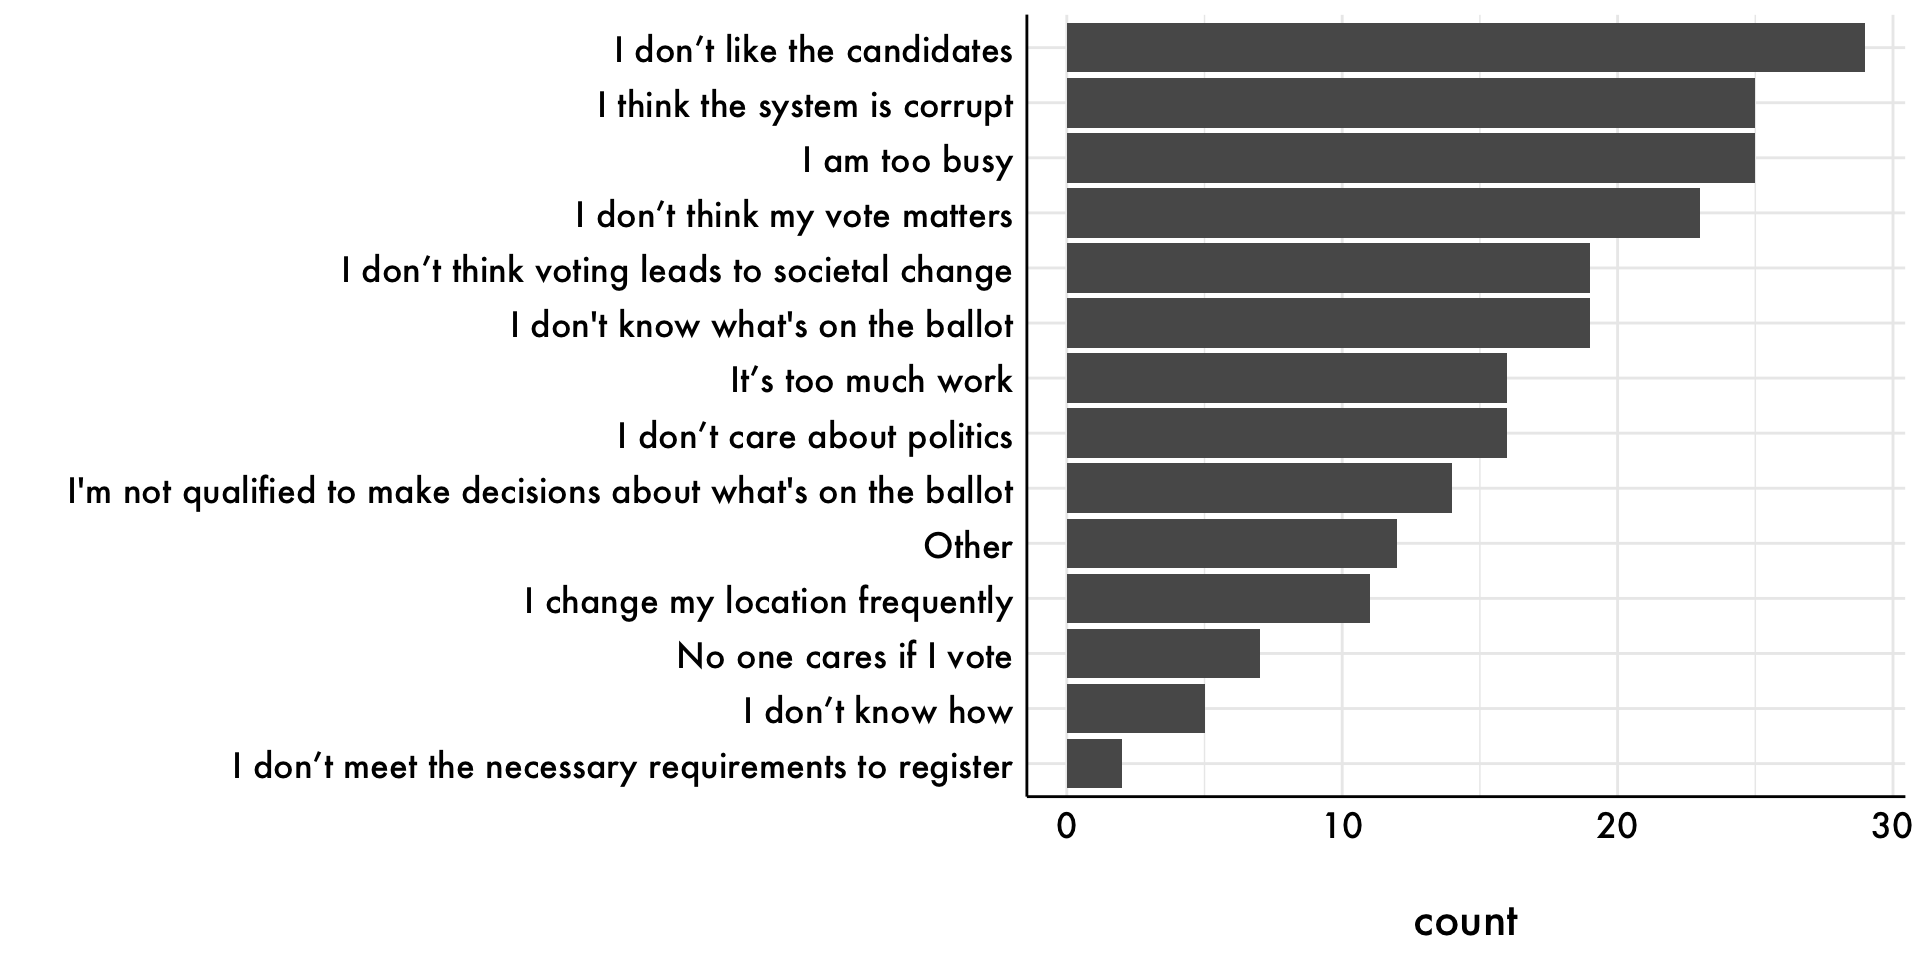 I don’t like the candidates
I think the system is corrupt
I am too busy
I don’t think my vote matters
I don’t think voting leads to societal change
I don't know what's on the ballot
It’s too much work
I don’t care about politics
I'm not qualified to make decisions about what's on the ballot
Other
I change my location frequently
No one cares if I vote
I don’t know how
I don’t meet the necessary requirements to register
0 10 20 30
count